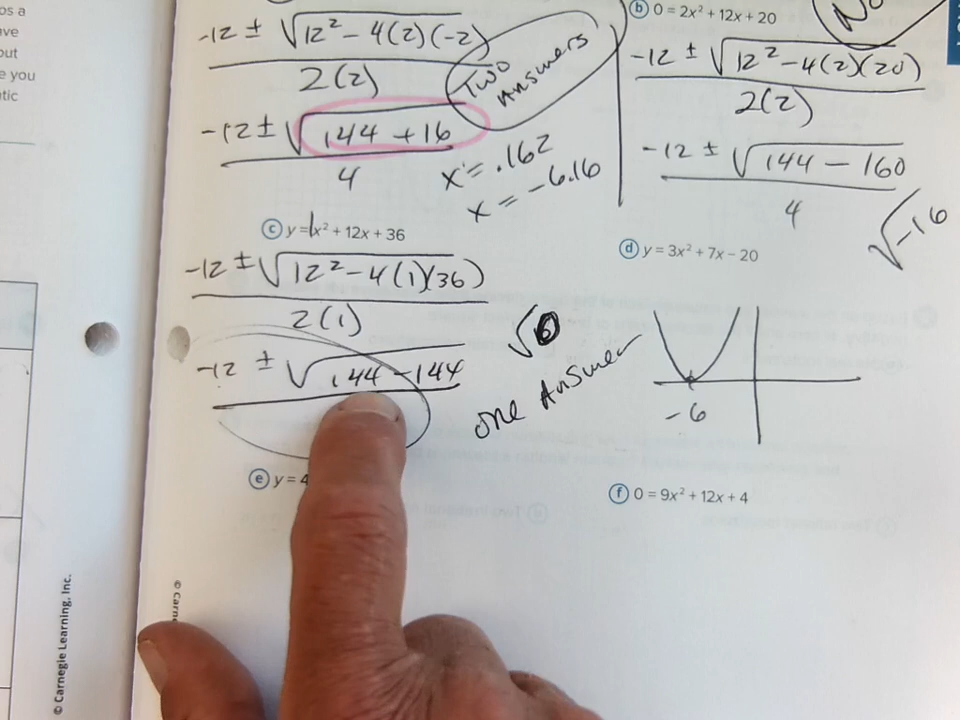 ve
out
e you
tic
-12 ± √12² - 4(2)(-2)
2(2)
Two
Answers
-12 ± √144 + 16
4
x = .162
x = -6.16
b 0 = 2x² + 12x + 20
No
-12 ± √12² - 4(2)(20)
2(2)
-12 ± √144 - 160
4
√-16
c y = 1x² + 12x + 36
-12 ± √12² - 4(1)(36)
2(1)
-12 ± √144 - 144
√0
one Answer
d y = 3x² + 7x - 20
-6
e y = 4
f 0 = 9x² + 12x + 4
© Carnegie Learning, Inc.
© Carne